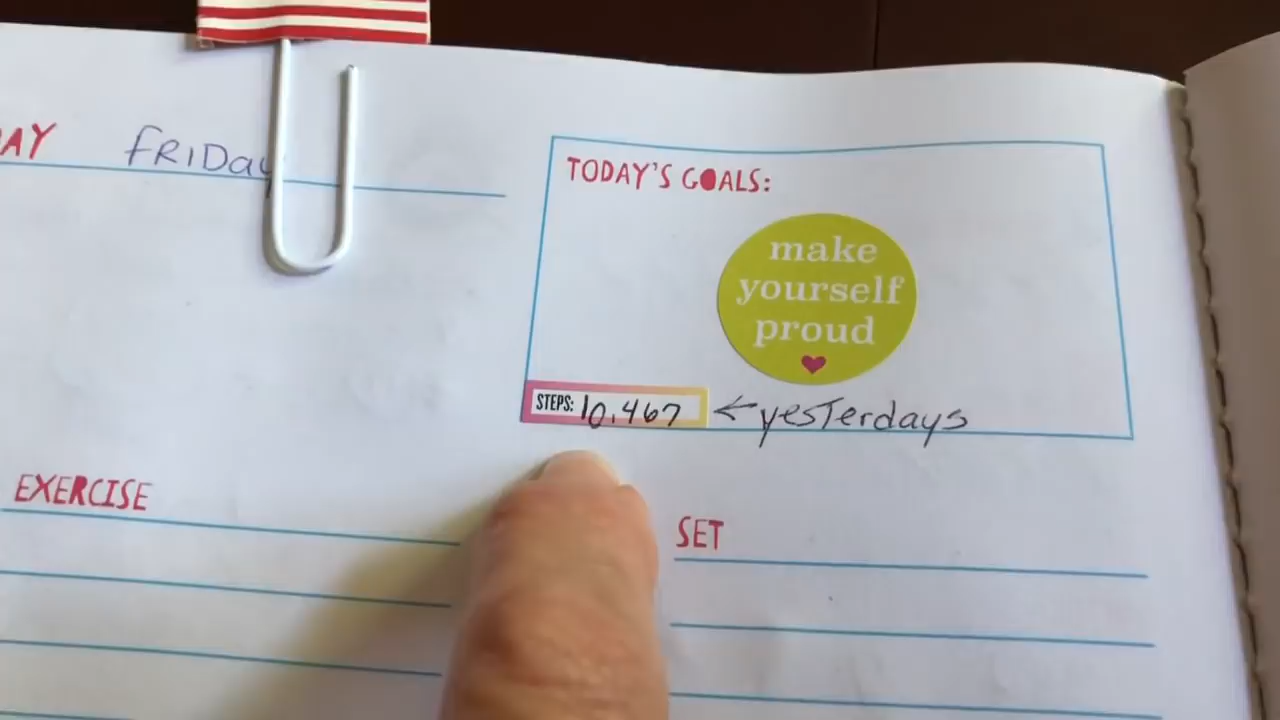 AY FRIDay
TODAY'S GOALS:
make
yourself
proud
STEPS: 10,467 ← yesterdays
EXERCISE
SET